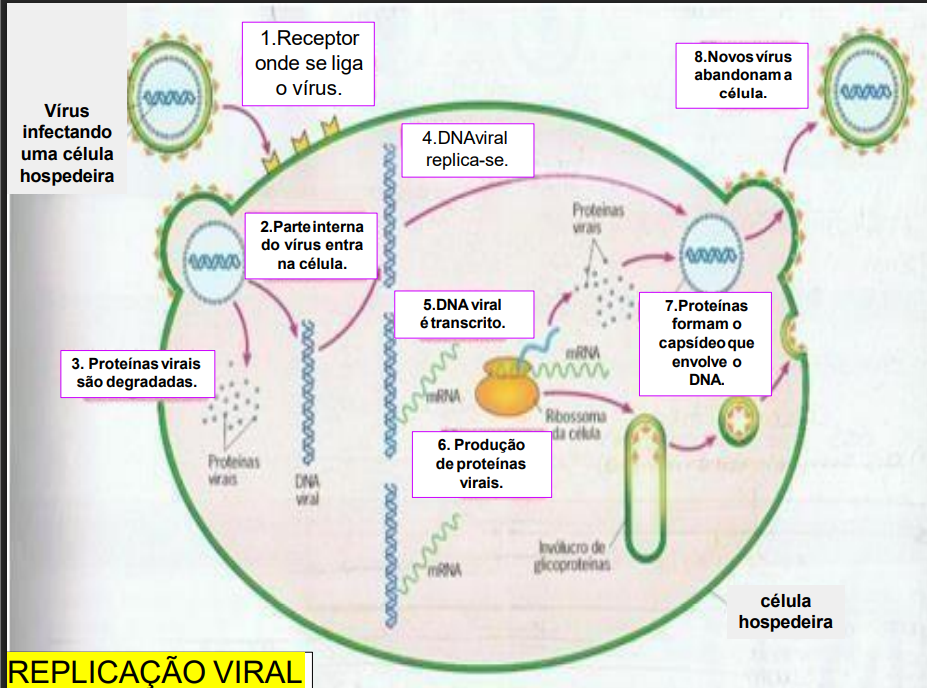 Vírus
infectando
uma célula
hospedeira
1.Receptor
onde se liga
o vírus.
8.Novos vírus
abandonam a
célula.
4.DNAviral
replica-se.
2.Parte interna
do vírus entra
na célula.
Proteínas
virais
5.DNA viral
é transcrito.
7.Proteínas
formam o
capsídeo que
envolve o
DNA.
3. Proteínas virais
são degradadas.
mRNA
mRNA
Ribossoma
da célula
6. Produção
de proteínas
virais.
Proteínas
virais
DNA
viral
Invólucro de
glicoproteínas
mRNA
célula
hospedeira
REPLICAÇÃO VIRAL